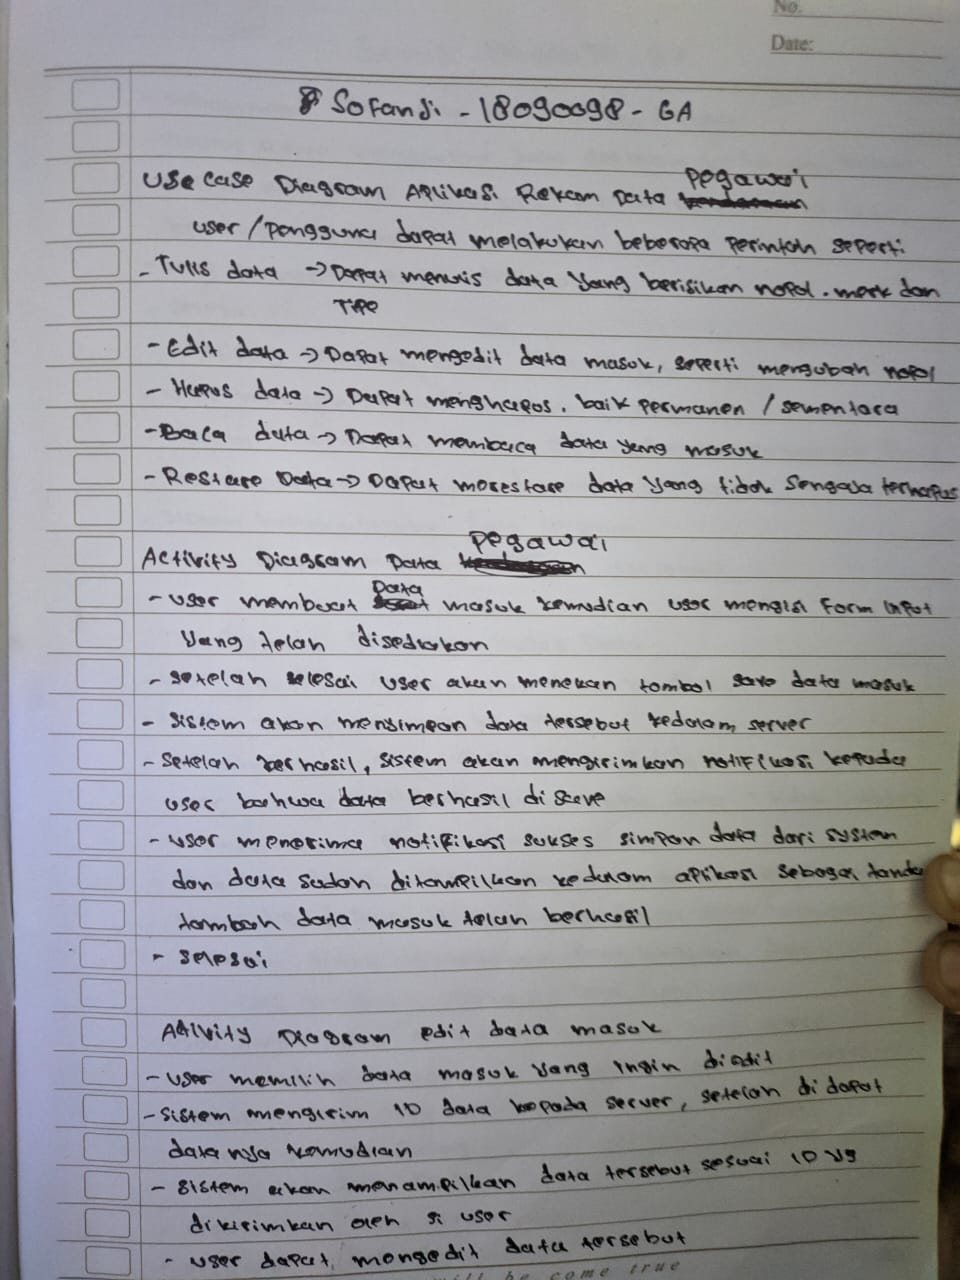 No.
Date:
Sofandi - 18090098 - 6A
Pegawai
Use case Diagram Aplikasi Rekam Data
user / pengguna dapat melakukan beberapa perintah seperti
- Tulis data → Dapat menulis data yang berisikan nopol. merk dan
Tipe
- Edit data → Dapat mengedit data masuk, seperti mengubah nopol
- Hapus data → Dapat menghapus. baik permanen / sementara
- Baca data → Dapat membaca data yang masuk
- Restore Data → Dapat merestore data yang tidak sengaja terhapus
Pegawai
Activity Diagram Data
Data
- user membuat masuk kemudian user mengisi form input
yang telah disediakan
- setelah selesai user akan menekan tombol save data masuk
- sistem akan menyimpan data tersebut kedalam server
- Setelah berhasil, sistem akan mengirimkan notifikasi kepada
user bahwa data berhasil di save
- user menerima notifikasi sukses simpan data dari system
dan data sudah ditampilkan kedalam aplikasi sebagai tanda
tambah data masuk telah berhasil
- selesai
Ativity Diagram edit data masuk
- user memilih data masuk yang ingin diedit
- Sistem mengirim ID data kepada server, setelah di dapat
datanya kemudian
- sistem akan menampilkan data tersebut sesuai ID yg
dikirimkan oleh si user
- user dapat mengedit data tersebut
be come true